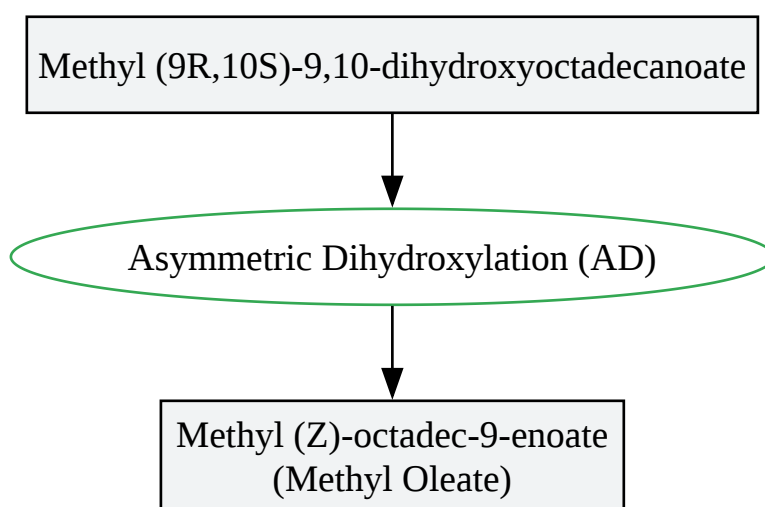 Methyl (9R,10S)-9,10-dihydroxyoctadecanoate
Asymmetric Dihydroxylation (AD)
Methyl (Z)-octadec-9-enoate
(Methyl Oleate)